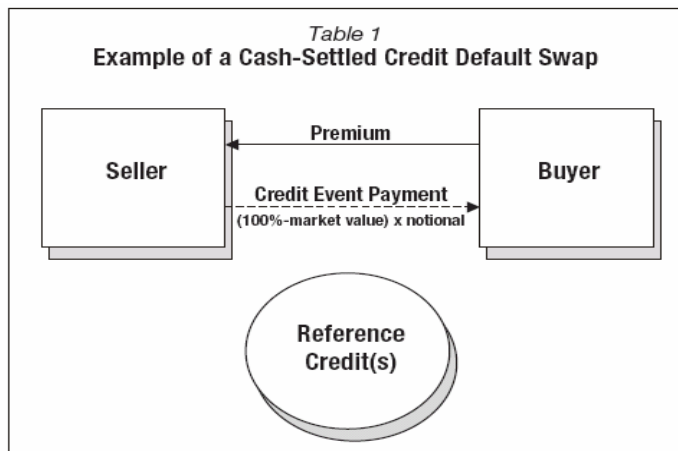 Table 1
Example of a Cash-Settled Credit Default Swap
Premium
Seller
Buyer
Credit Event Payment
(100%-market value) x notional
Reference
Credit(s)